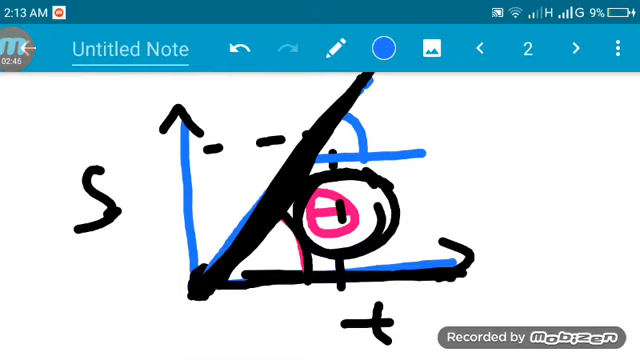 2:13 AM H G 9%
M
02:46
Untitled Note
2
S
θ
t
Recorded by mobizen